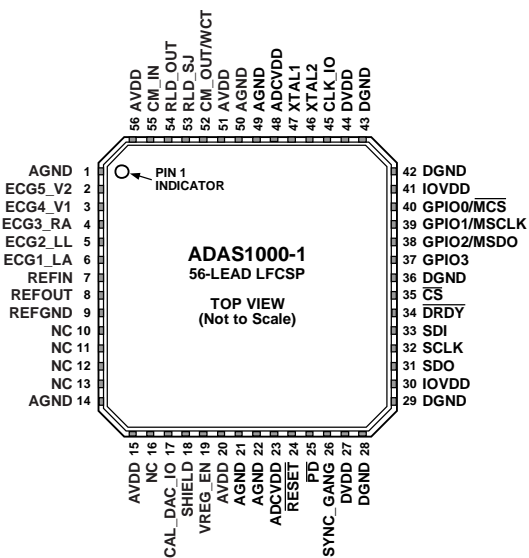 56 AVDD
55 CM_IN
54 RLD_OUT
53 RLD_SJ
52 CM_OUT/WCT
51 AVDD
50 AGND
49 AGND
48 ADCVDD
47 XTAL1
46 XTAL2
45 CLK_IO
44 DVDD
43 DGND
AGND 1
ECG5_V2 2
ECG4_V1 3
ECG3_RA 4
ECG2_LL 5
ECG1_LA 6
REFIN 7
REFOUT 8
REFGND 9
NC 10
NC 11
NC 12
NC 13
AGND 14
PIN 1
INDICATOR
ADAS1000-1
56-LEAD LFCSP
TOP VIEW
(Not to Scale)
42 DGND
41 IOVDD
40 GPIO0/MCS
39 GPIO1/MSCLK
38 GPIO2/MSDO
37 GPIO3
36 DGND
35 CS
34 DRDY
33 SDI
32 SCLK
31 SDO
30 IOVDD
29 DGND
AVDD 15
NC 16
CAL_DAC_IO 17
SHIELD 18
VREG_EN 19
AVDD 20
AGND 21
AGND 22
ADCVDD 23
RESET 24
PD 25
SYNC_GANG 26
DVDD 27
DGND 28